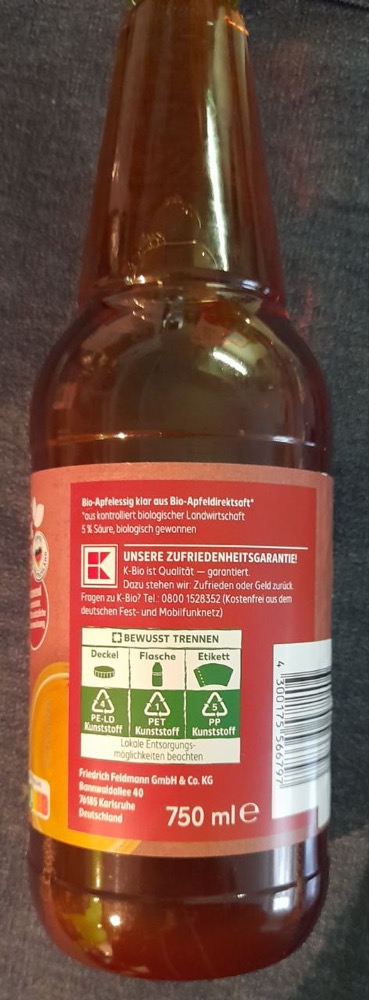 Bio-Apfelessig klar aus Bio-Apfeldirektsaft*
*aus kontrolliert biologischer Landwirtschaft
5 % Säure, biologisch gewonnen
K
UNSERE ZUFRIEDENHEITSGARANTIE!
K-Bio ist Qualität — garantiert.
Dazu stehen wir: Zufrieden oder Geld zurück.
Fragen zu K-Bio? Tel.: 0800 1528352 (Kostenfrei aus dem
deutschen Fest- und Mobilfunknetz)
BEWUSST TRENNEN
Deckel Flasche Etikett
4 1 5
PE-LD PET PP
Kunststoff Kunststoff Kunststoff
Lokale Entsorgungs-
möglichkeiten beachten
Friedrich Feldmann GmbH & Co. KG
Bannwaldallee 40
76185 Karlsruhe
Deutschland
750 ml e
4 300175 566797